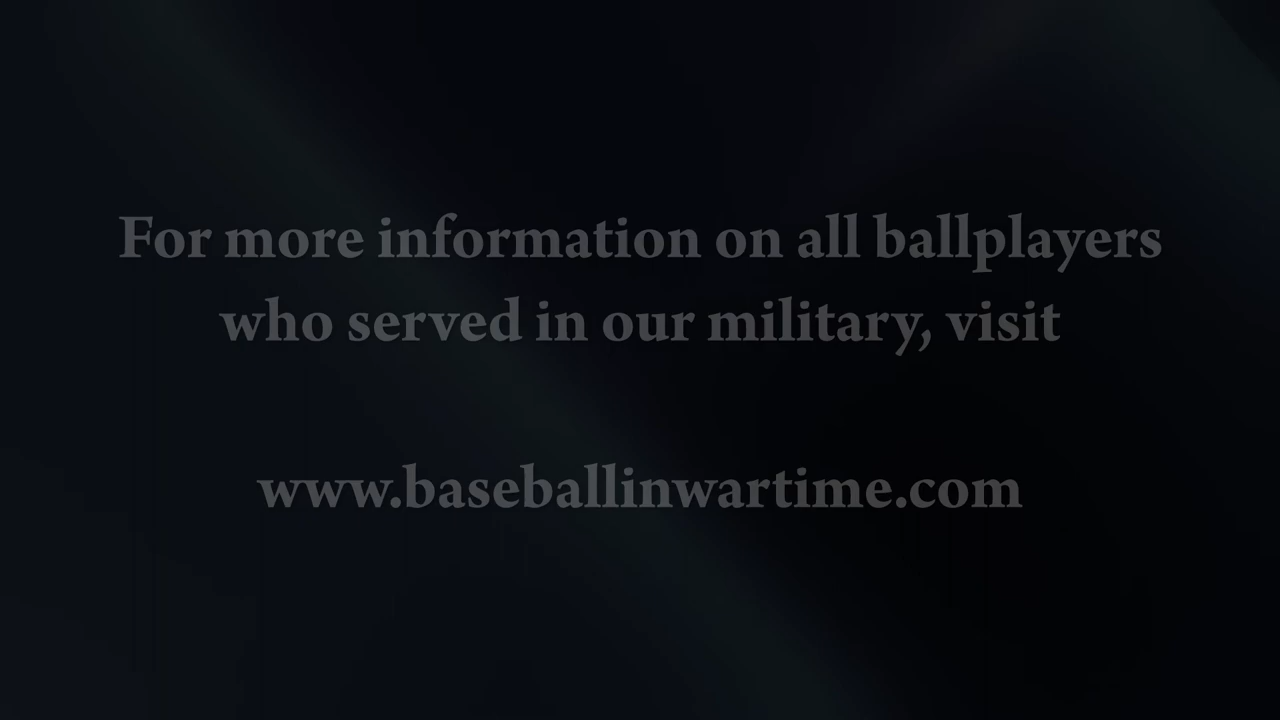 For more information on all ballplayers
who served in our military, visit
www.baseballinwartime.com